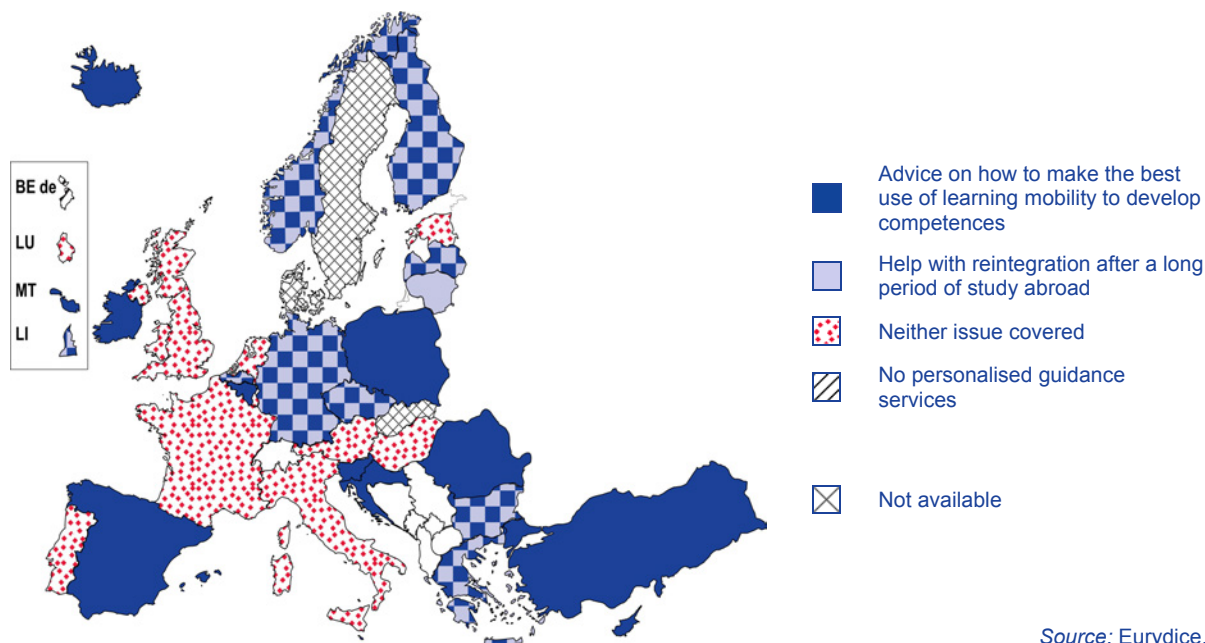 BE de
LU
MT
LI
Advice on how to make the best
use of learning mobility to develop
competences
Help with reintegration after a long
period of study abroad
Neither issue covered
No personalised guidance
services
Not available
Source: Eurydice.